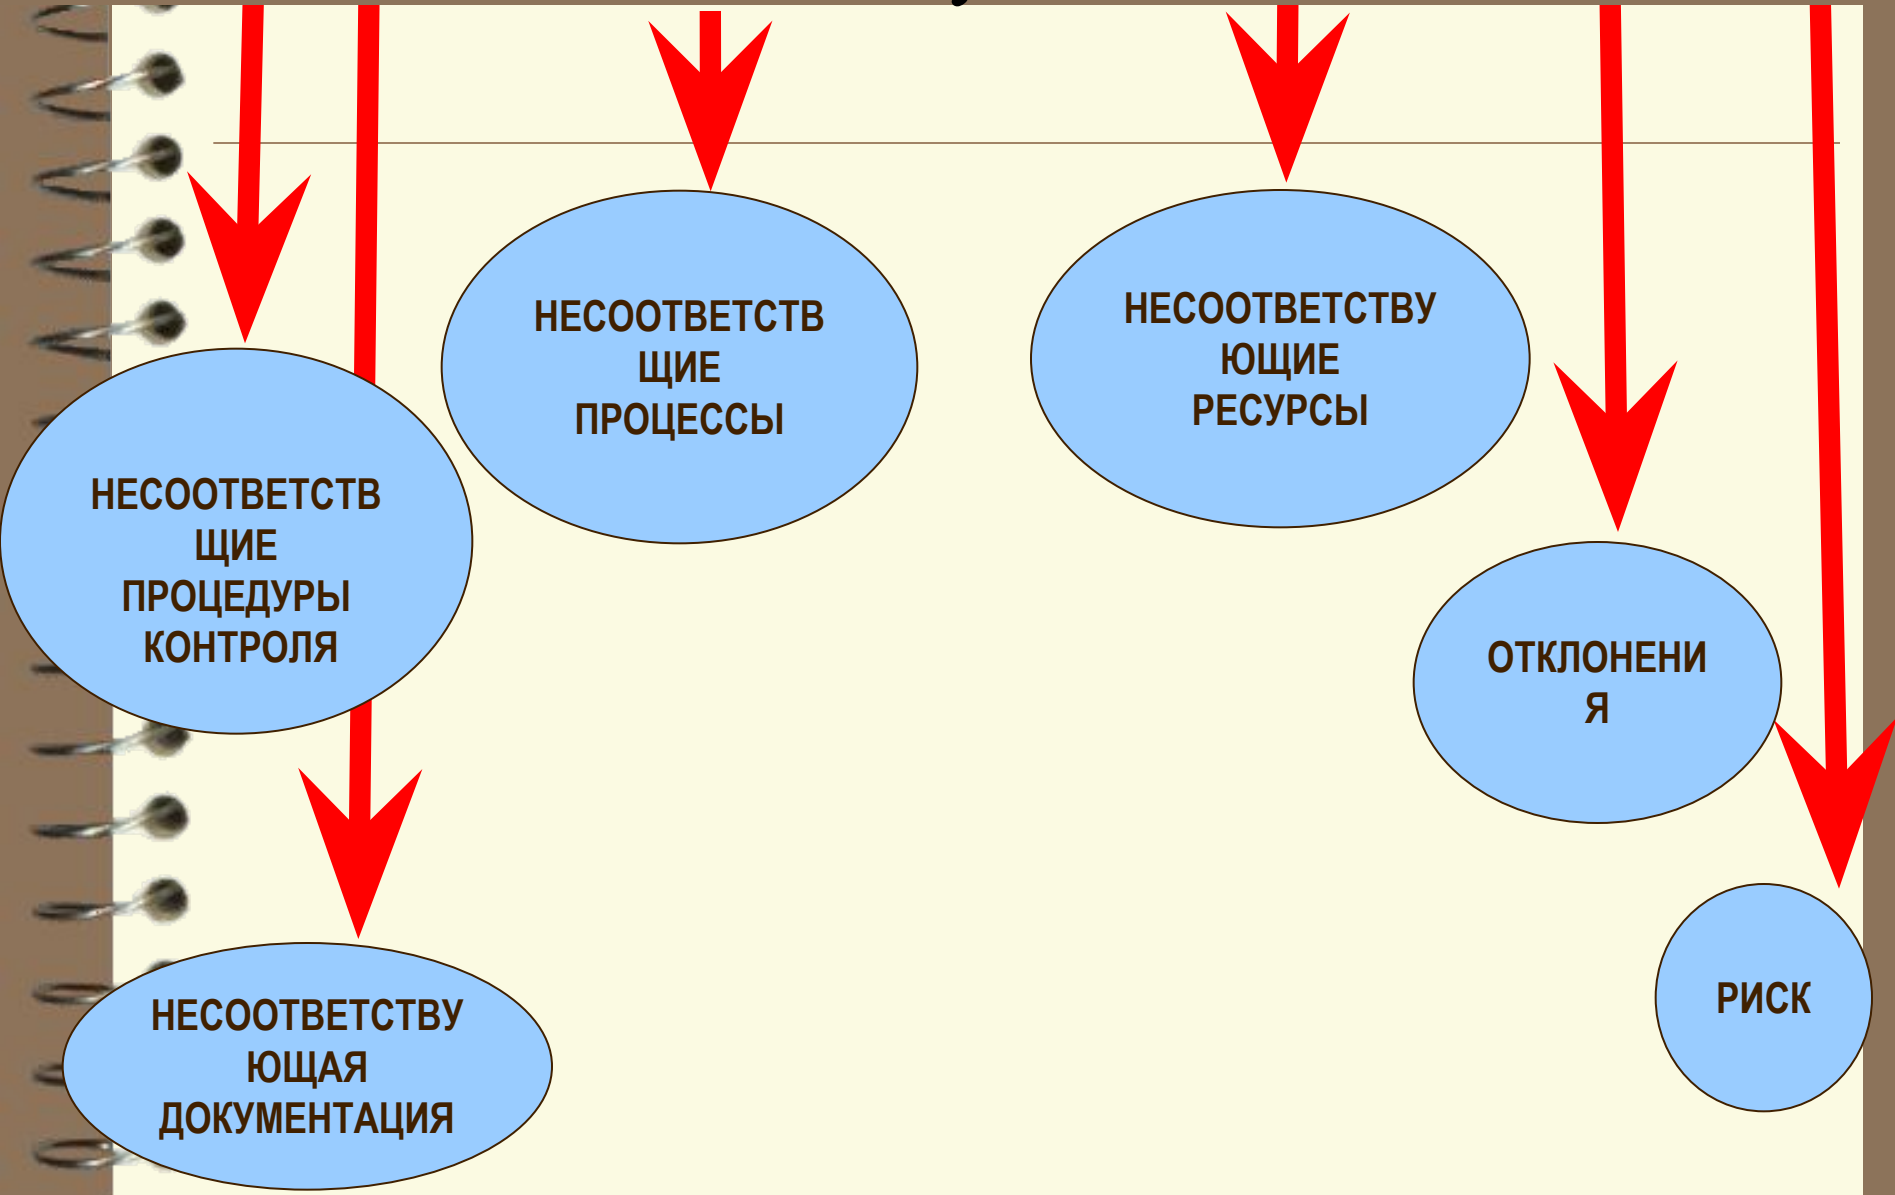 НЕСООТВЕТСТВ
ЩИЕ
ПРОЦЕССЫ
НЕСООТВЕТСТВУ
ЮЩИЕ
РЕСУРСЫ
НЕСООТВЕТСТВ
ЩИЕ
ПРОЦЕДУРЫ
КОНТРОЛЯ
ОТКЛОНЕНИ
Я
РИСК
НЕСООТВЕТСТВУ
ЮЩАЯ
ДОКУМЕНТАЦИЯ